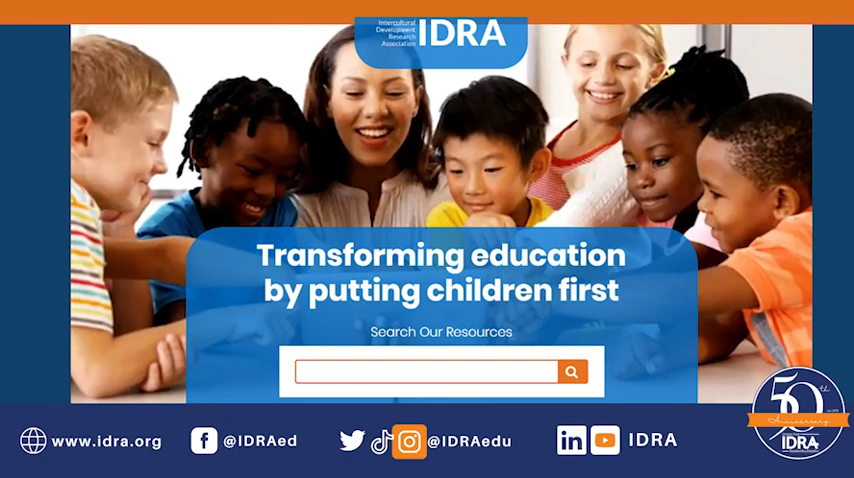 Intercultural
Development
Research
Association
IDRA
Transforming education
by putting children first
Search Our Resources
www.idra.org
@IDRAed
@IDRAedu
IDRA
50th
Anniversary
IDRA